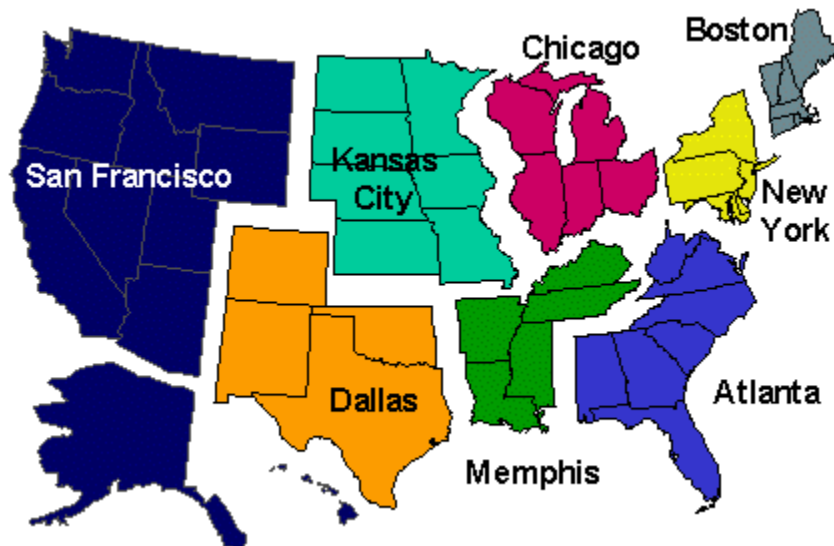 Boston
Chicago
San Francisco
Kansas
City
New
York
Dallas
Atlanta
Memphis